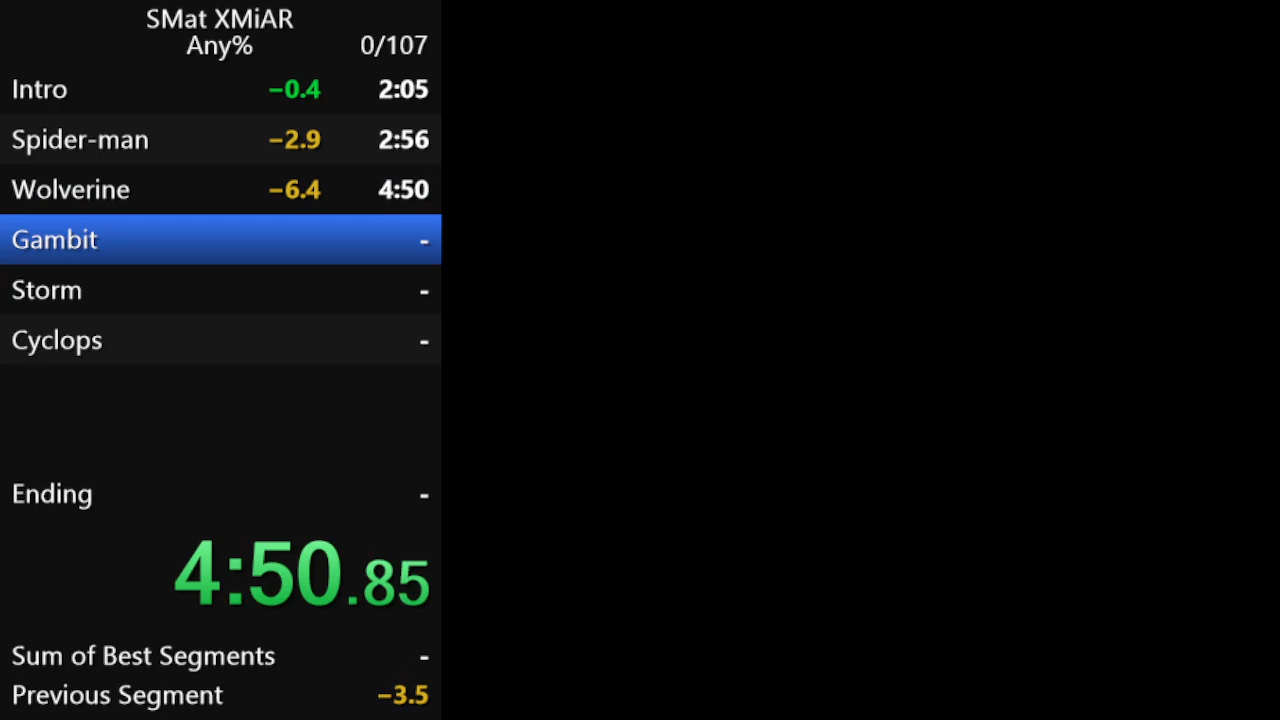 SMat XMiAR
Any% 0/107
Intro −0.4 2:05
Spider-man −2.9 2:56
Wolverine −6.4 4:50
Gambit -
Storm -
Cyclops -
Ending -
4:50.85
Sum of Best Segments -
Previous Segment −3.5